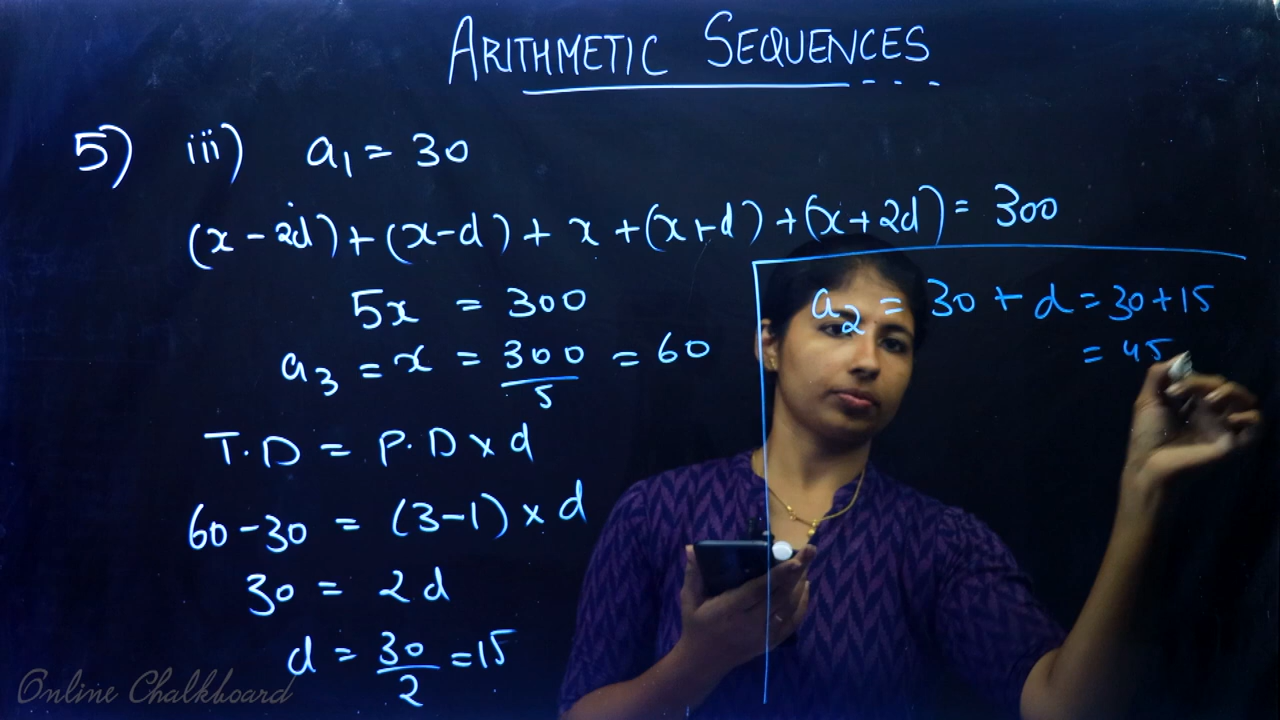 ARITHMETIC SEQUENCES
5) iii) a₁ = 30
(x - 2d) + (x-d) + x + (x+d) + (x+2d) = 300
5x = 300
a₃ = x = 300/5 = 60
T.D = P.D x d
60-30 = (3-1) x d
30 = 2d
d = 30/2 = 15
a₂ = 30 + d = 30+15
= 45
Online Chalkboard